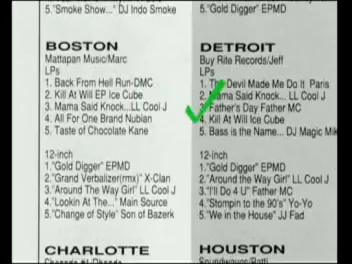 5."Smoke Show..." DJ Indo Smoke
BOSTON
Mattapan Music/Marc
LPs
1. Back From Hell Run-DMC
2. Kill At Will EP Ice Cube
3. Mama Said Knock...LL Cool J
4. All For One Brand Nubian
5. Taste of Chocolate Kane
12-inch
1."Gold Digger" EPMD
2."Grand Verbalizer(rmx)" X-Clan
3."Around The Way Girl" LL Cool J
4."Lookin At The..." Main Source
5."Change of Style" Son of Bazerk
CHARLOTTE
5."Gold Digger" EPMD
DETROIT
Buy Rite Records/Jeff
LPs
1. The Devil Made Me Do It Paris
2. Mama Said Knock... LL Cool J
3. Father's Day Father MC
4. Kill At Will Ice Cube
5. Bass is the Name... DJ Magic Mik
12-inch
1."Gold Digger" EPMD
2."Around The Way Girl" LL Cool J
3."I'll Do 4 U" Father MC
4."Stompin to the 90's" Yo-Yo
5."We in the House" JJ Fad
HOUSTON
Soundwaves/Patti